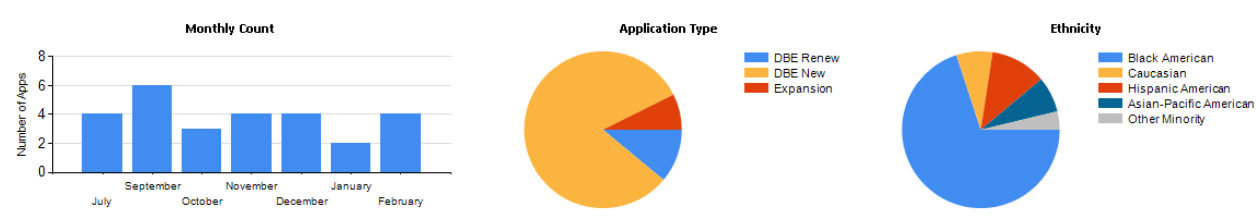 Monthly Count
Number of Apps
8
6
4
2
0
July
September
October
November
December
January
February
Application Type
DBE Renew
DBE New
Expansion
Ethnicity
Black American
Caucasian
Hispanic American
Asian-Pacific American
Other Minority